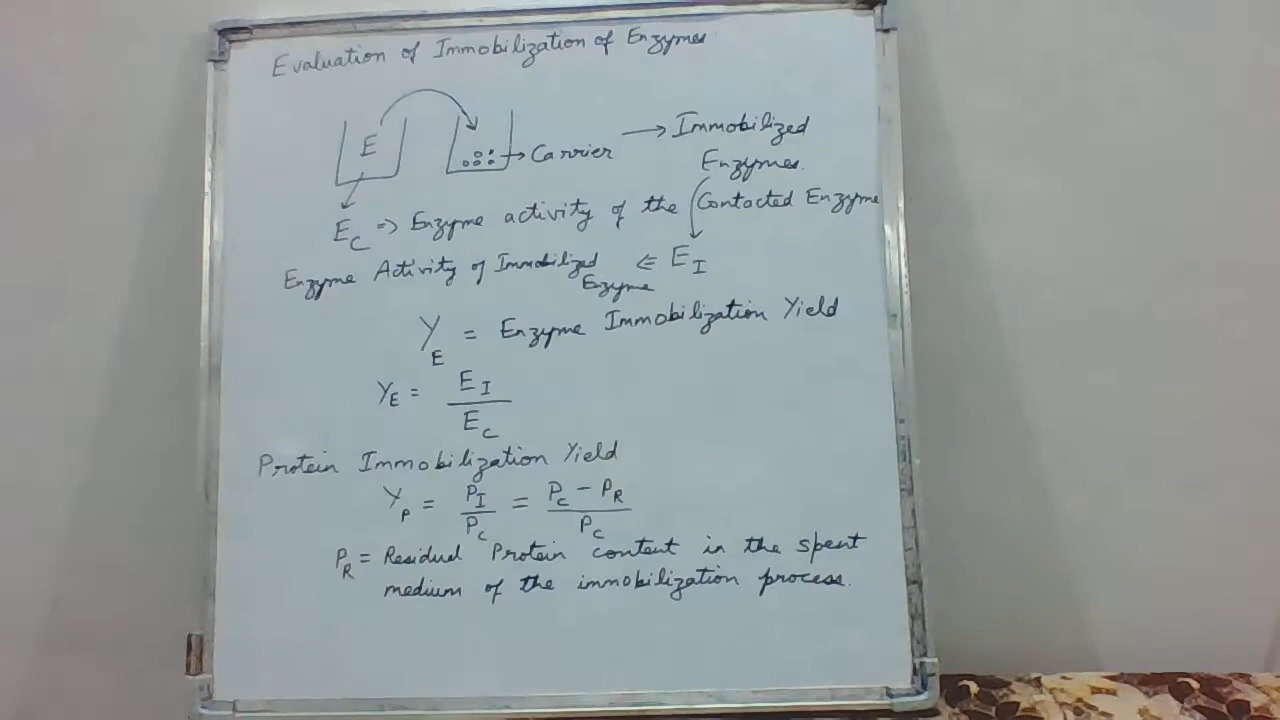 Evaluation of Immobilization of Enzymes
E
→ Carrier → Immobilized
Enzymes.
E_C => Enzyme activity of the Contacted Enzyme
Enzyme Activity of Immobilized Enzyme ⇐ E_I
Y_E = Enzyme Immobilization Yield
Y_E = E_I / E_C
Protein Immobilization Yield
Y_P = P_I / P_C = (P_C - P_R) / P_C
P_R = Residual Protein content in the spent
medium of the immobilization process.